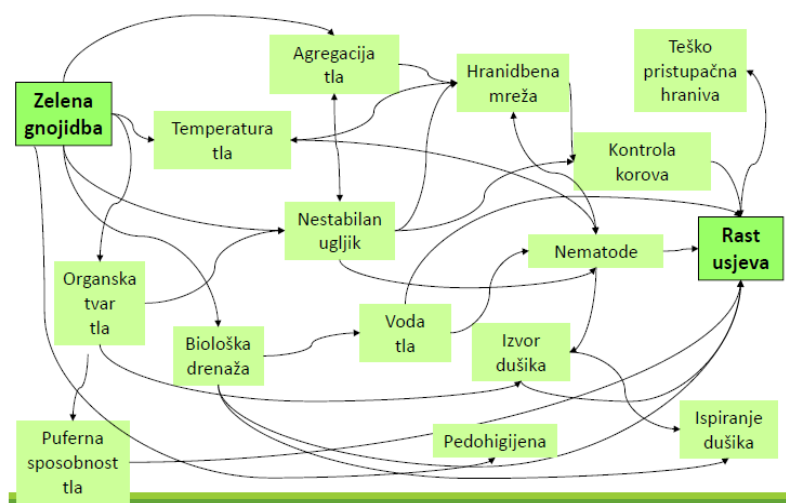 Agregacija
tla
Teško
pristupačna
hraniva
Hranidbena
mreža
Zelena
gnojidba
Temperatura
tla
Kontrola
korova
Nestabilan
ugljik
Rast
usjeva
Nematode
Organska
tvar
tla
Voda
tla
Biološka
drenaža
Izvor
dušika
Ispiranje
dušika
Puferna
sposobnost
tla
Pedohigijena